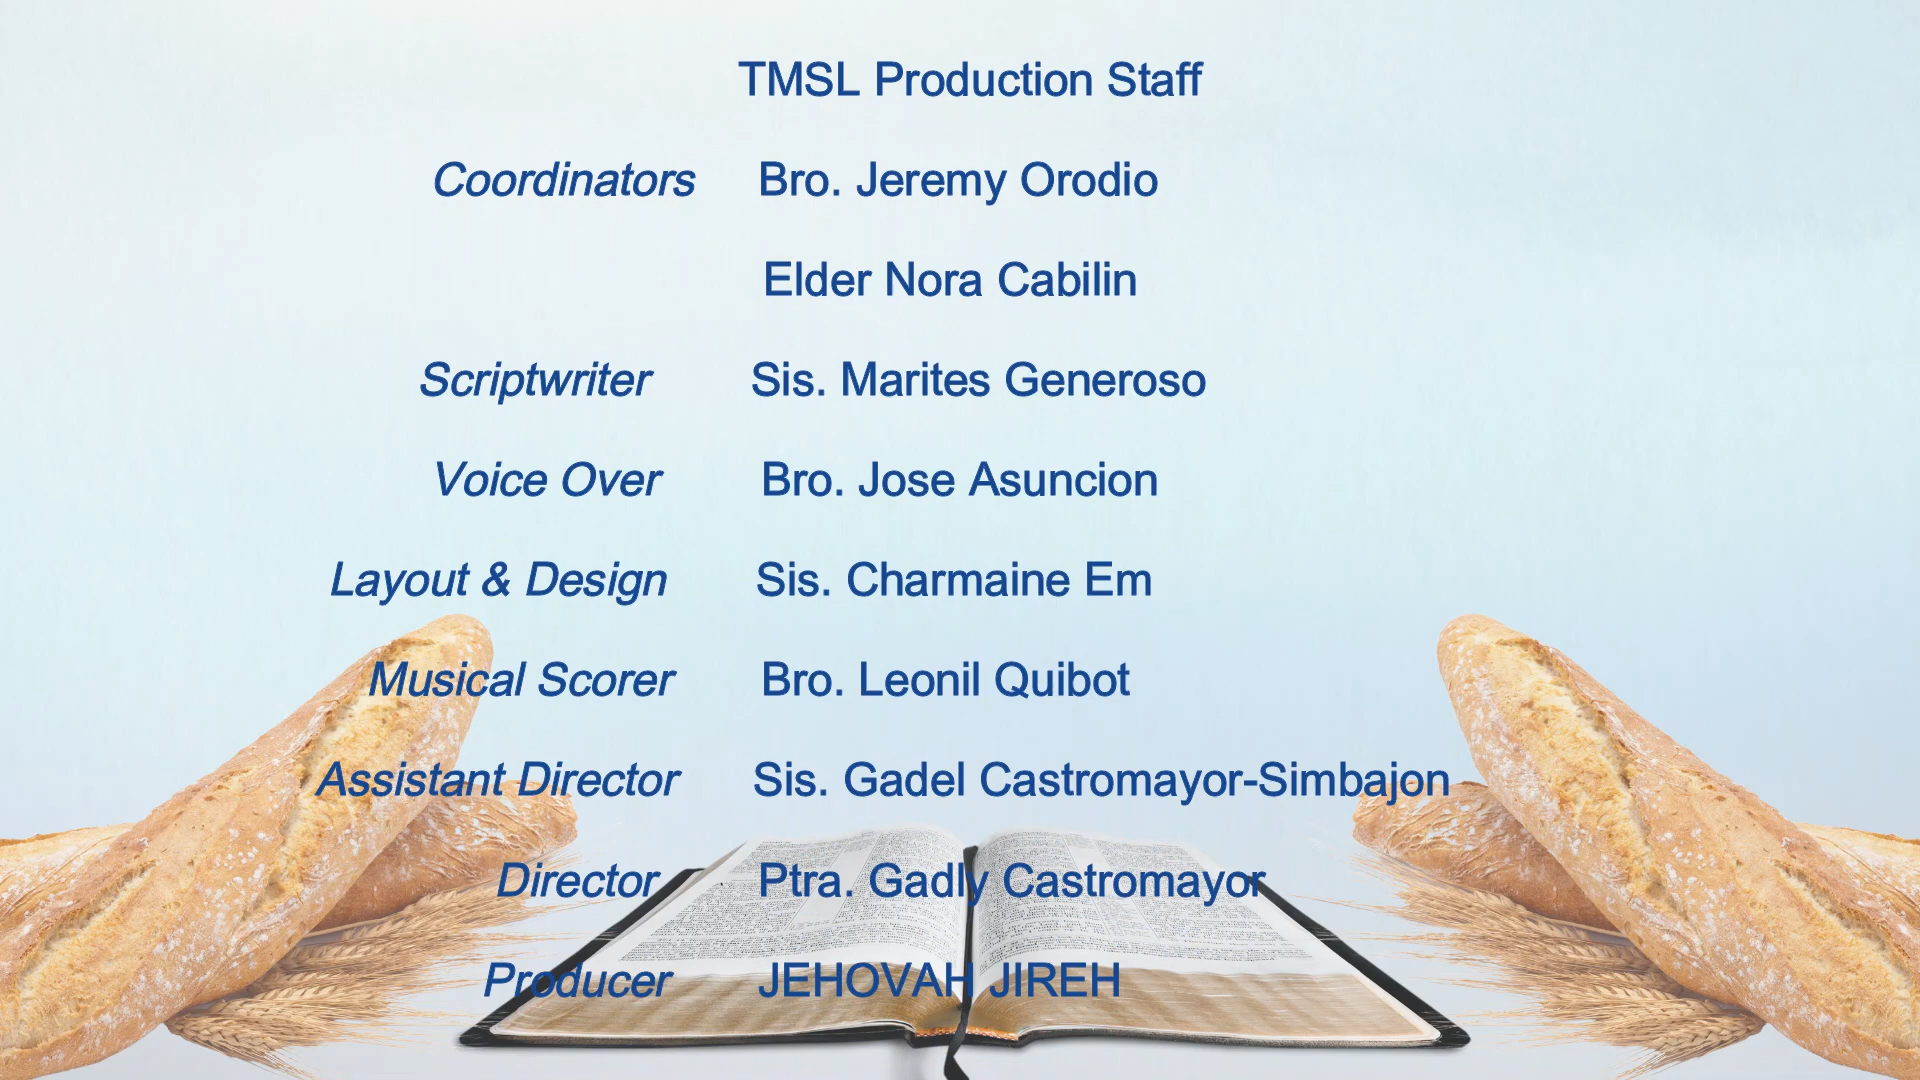 TMSL Production Staff
Coordinators Bro. Jeremy Orodio
Elder Nora Cabilin
Scriptwriter Sis. Marites Generoso
Voice Over Bro. Jose Asuncion
Layout & Design Sis. Charmaine Em
Musical Scorer Bro. Leonil Quibot
Assistant Director Sis. Gadel Castromayor-Simbajon
Director Ptra. Gadly Castromayor
Producer JEHOVAH JIREH